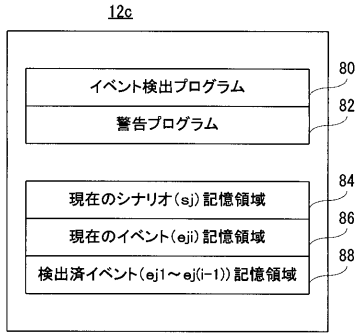 12c
イベント検出プログラム
80
警告プログラム
82
現在のシナリオ(sj)記憶領域
84
現在のイベント(eji)記憶領域
86
検出済イベント(ej1～ej(i-1))記憶領域
88